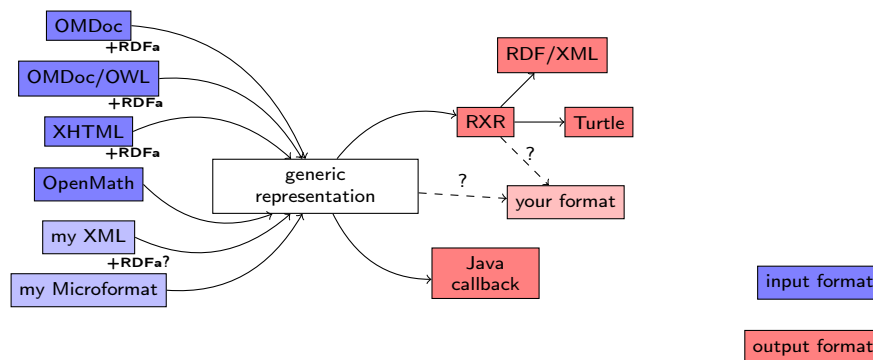 OMDoc
+RDFa
OMDoc/OWL
+RDFa
XHTML
+RDFa
OpenMath
my XML
+RDFa?
my Microformat
generic
representation
RDF/XML
RXR
Turtle
?
?
your format
Java
callback
input format
output format